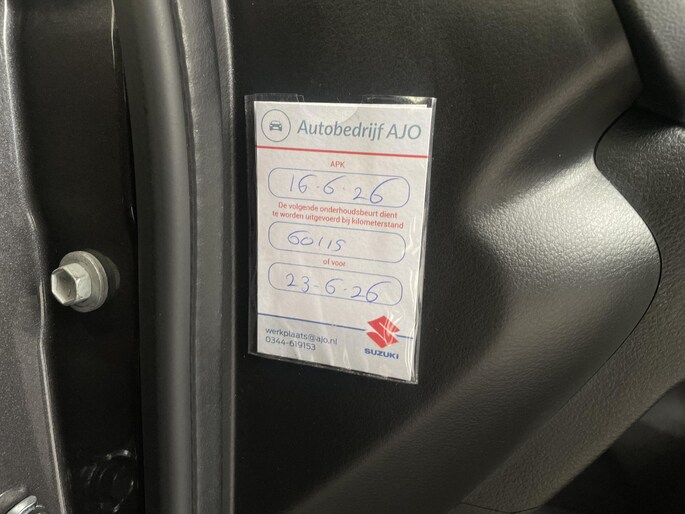 Autobedrijf AJO
APK
16-6-26
De volgende onderhoudsbeurt dient
te worden uitgevoerd bij kilometerstand
60115
of voor
23-6-26
werkplaats@ajo.nl
0344-619153
SUZUKI